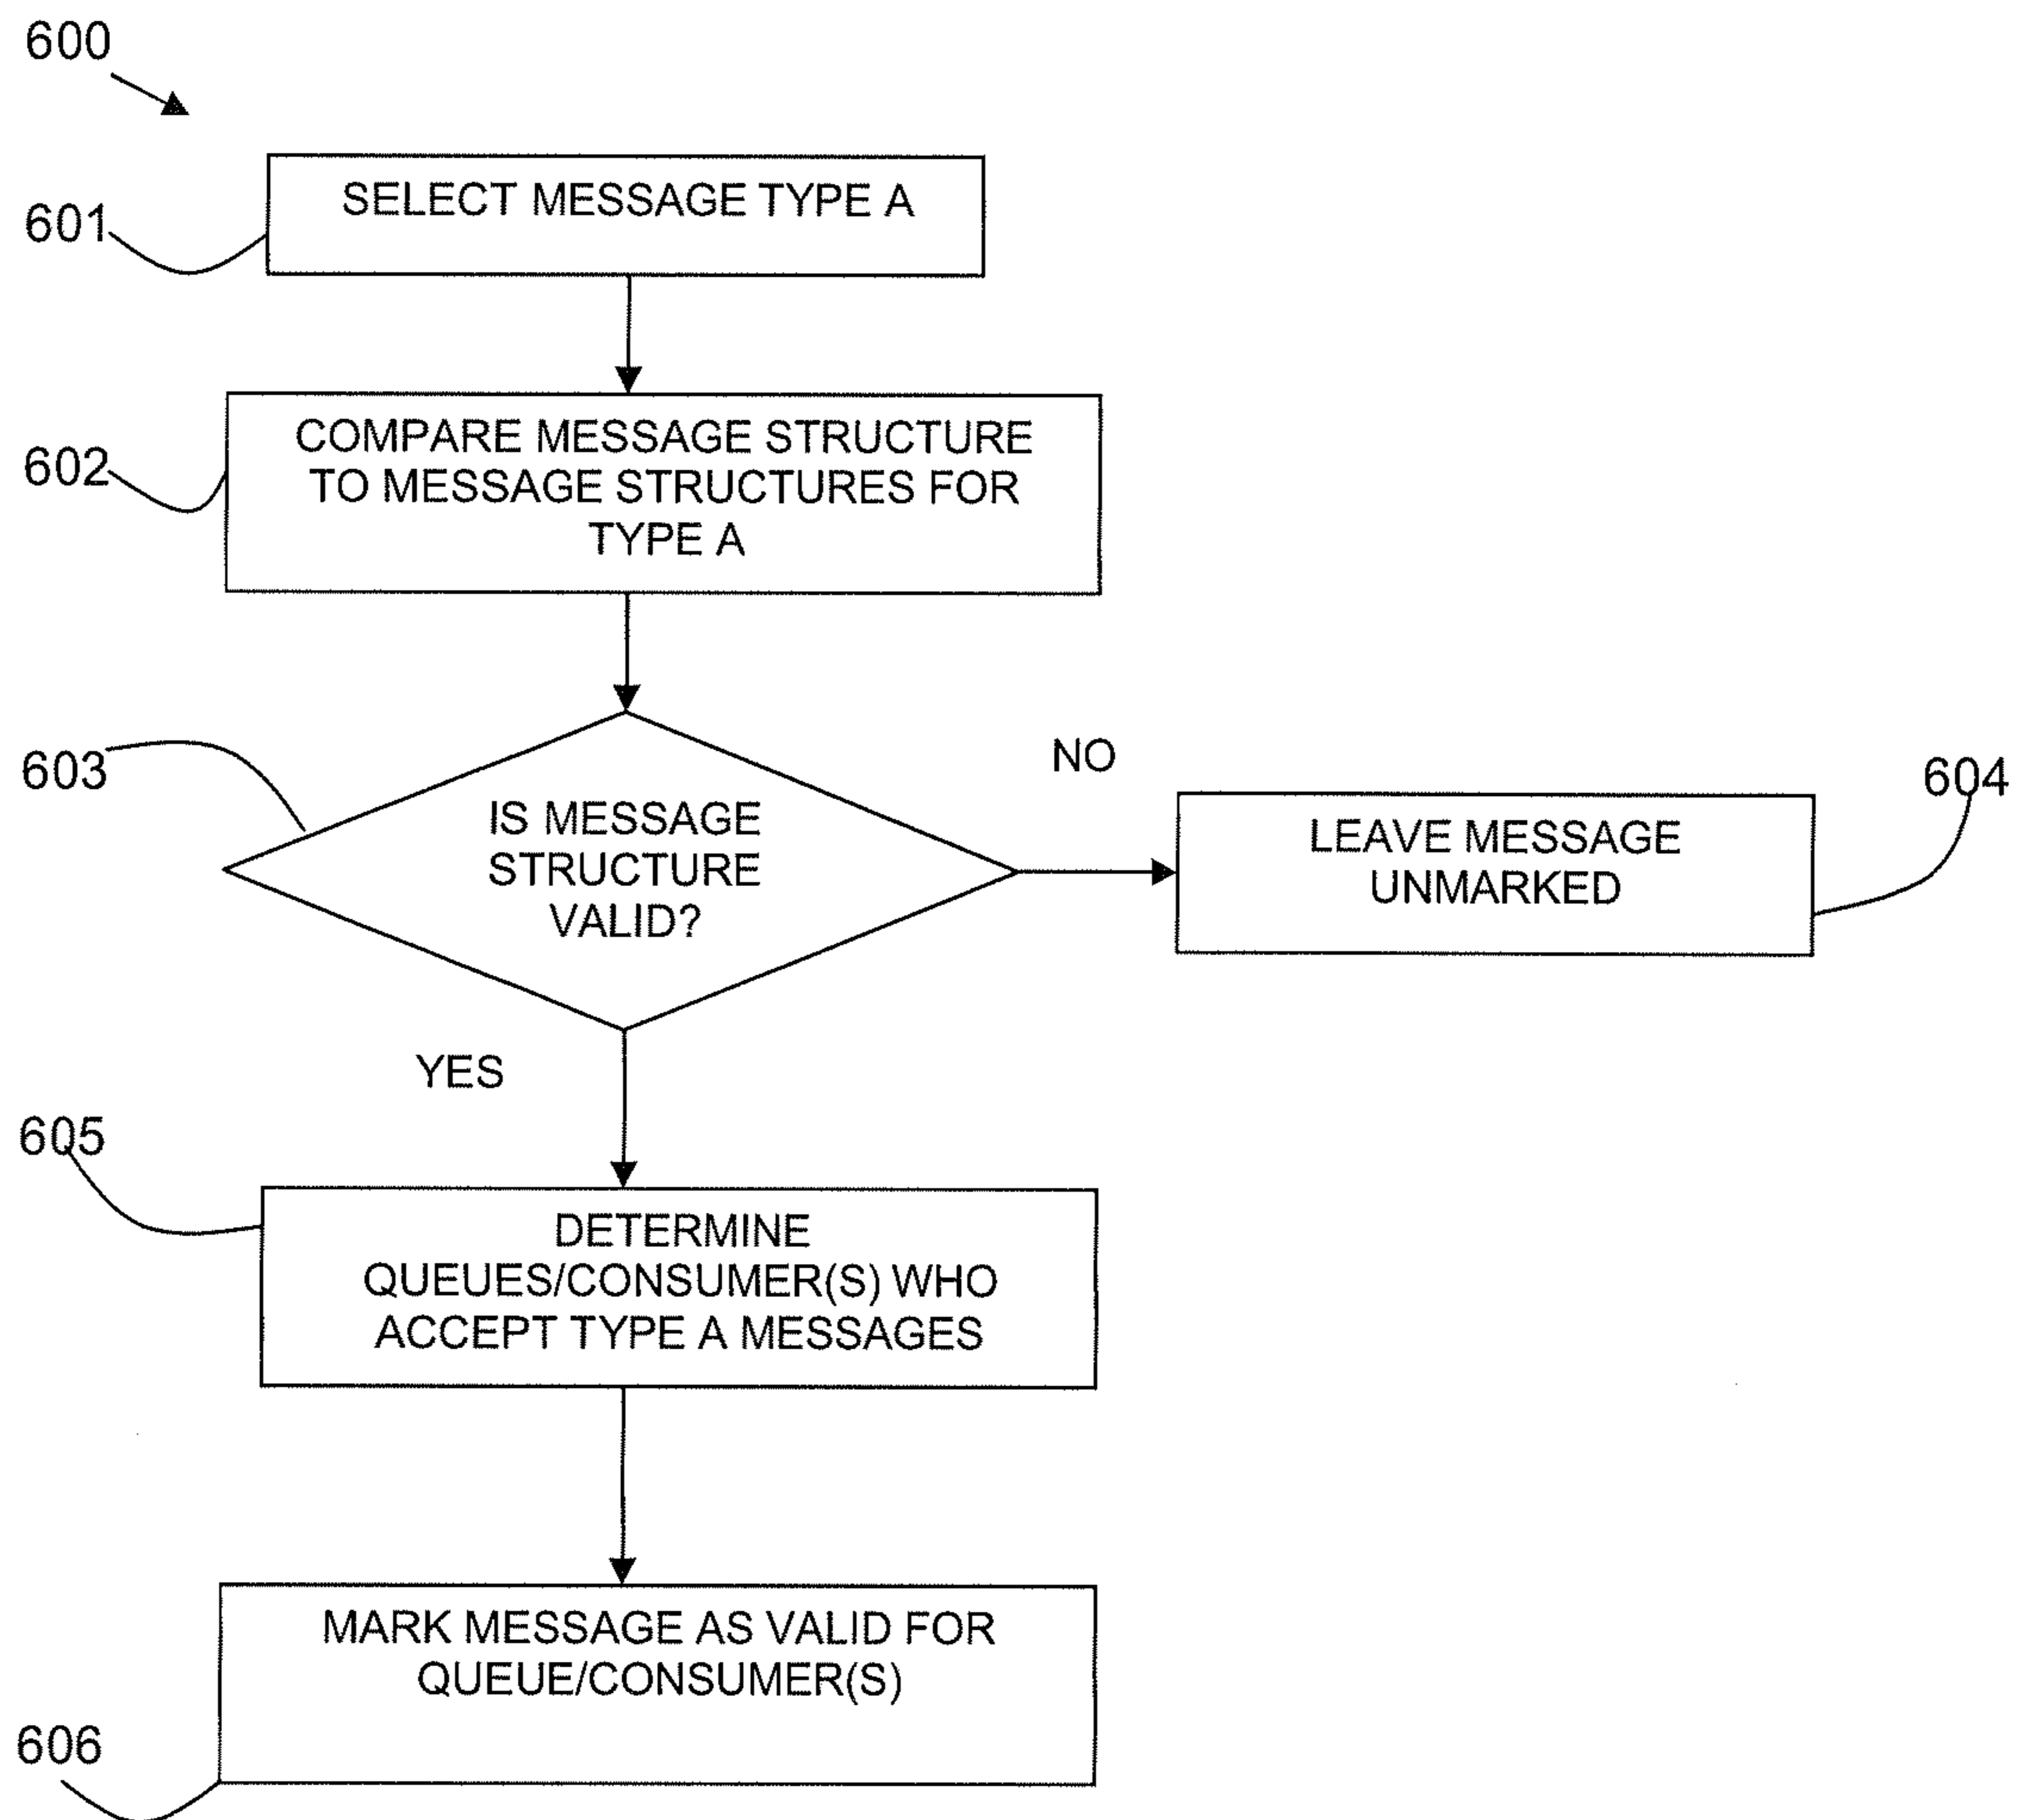 600
601
SELECT MESSAGE TYPE A
602
COMPARE MESSAGE STRUCTURE
TO MESSAGE STRUCTURES FOR
TYPE A
603
IS MESSAGE
STRUCTURE
VALID?
NO
604
LEAVE MESSAGE
UNMARKED
YES
605
DETERMINE
QUEUES/CONSUMER(S) WHO
ACCEPT TYPE A MESSAGES
MARK MESSAGE AS VALID FOR
QUEUE/CONSUMER(S)
606